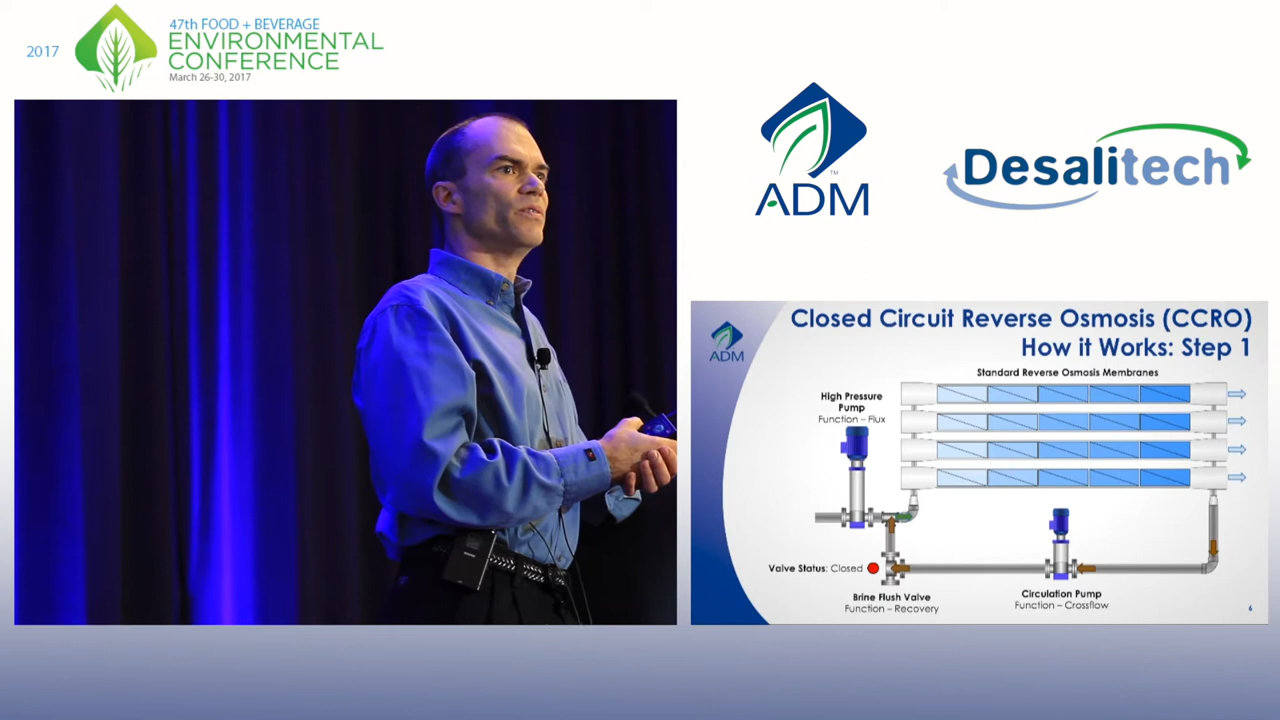 2017
47th FOOD + BEVERAGE
ENVIRONMENTAL
CONFERENCE
March 26-30, 2017
ADM
TM
Desalitech
ADM
Closed Circuit Reverse Osmosis (CCRO)
How it Works: Step 1
Standard Reverse Osmosis Membranes
High Pressure
Pump
Function – Flux
Valve Status: Closed
Brine Flush Valve
Function – Recovery
Circulation Pump
Function – Crossflow
6